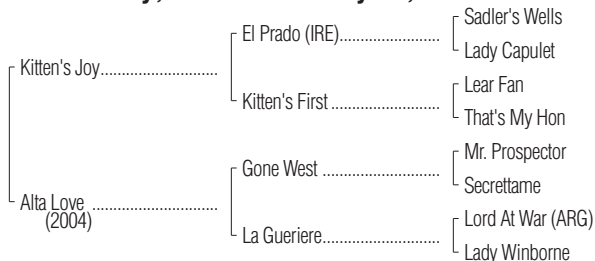 El Prado (IRE)......................
Sadler's Wells
Lady Capulet
Kitten's Joy..........................
Kitten's First........................
Lear Fan
That's My Hon
Gone West..........................
Mr. Prospector
Secrettame
Alta Love............................
(2004)
La Gueriere.........................
Lord At War (ARG)
Lady Winborne